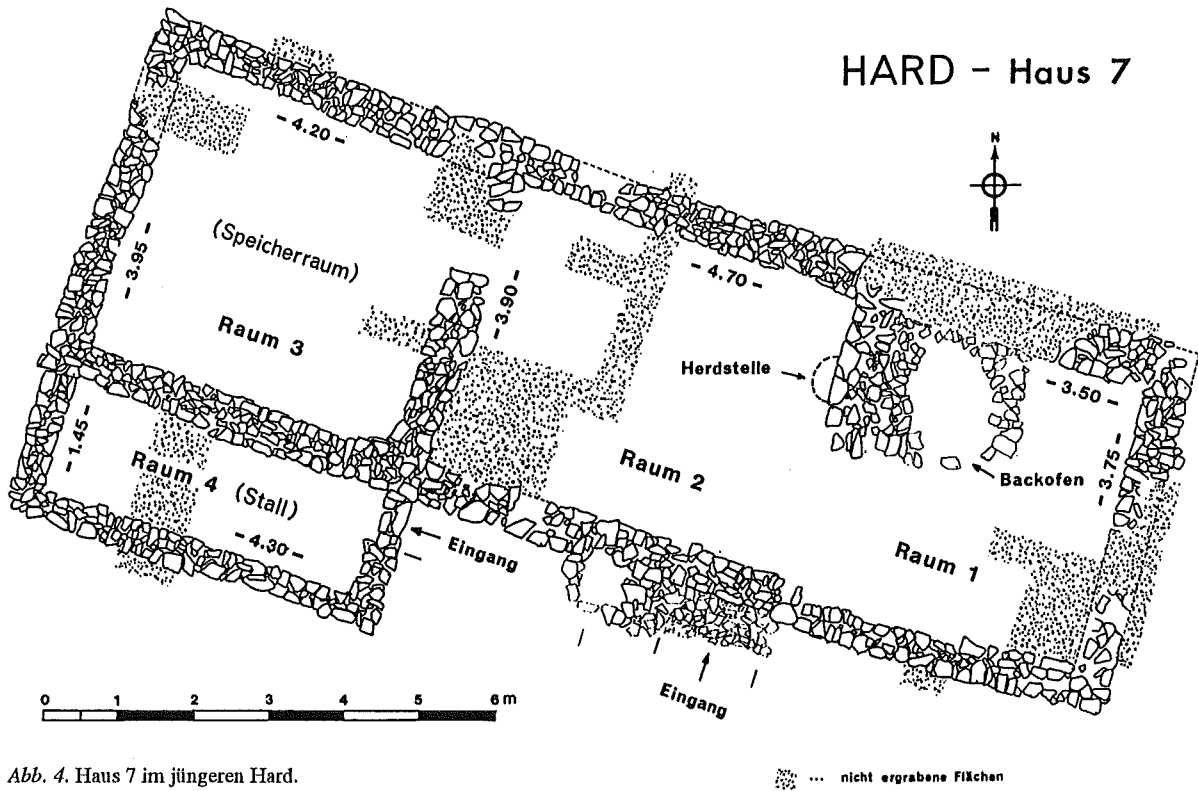 HARD - Haus 7
N
- 4.20 -
(Speicherraum)
- 3.95 -
- 3.90 -
- 4.70 -
Raum 3
Herdstelle
- 3.50 -
- 1.45 -
Raum 4 (Stall)
Raum 2
Backofen
- 3.75 -
- 4.30 -
Eingang
Raum 1
Eingang
0 1 2 3 4 5 6 m
Abb. 4. Haus 7 im jüngeren Hard.
... nicht ergrabene Flächen